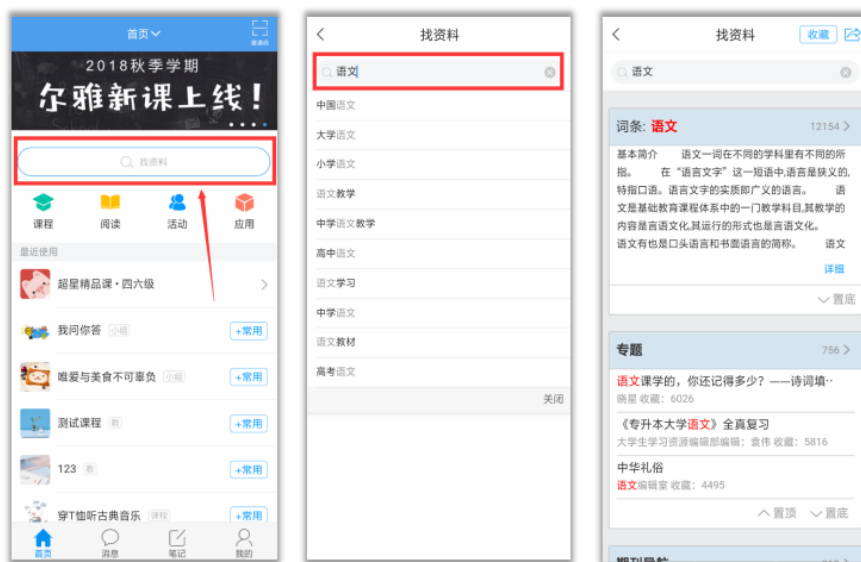 首页
邀请码
2018秋季学期
尔雅新课上线！
找资料
课程 阅读 活动 应用
最近使用
超星精品课·四六级
我问你答 小组 +常用
唯爱与美食不可辜负 小组 +常用
测试课程 教 +常用
123 教 +常用
穿T恤听古典音乐 课程 +常用
首页 消息 笔记 我的
找资料
语文
中国语文
大学语文
小学语文
语文教学
中学语文教学
高中语文
语文学习
中学语文
语文教材
高考语文
关闭
找资料 收藏
语文
词条: 语文 12154
基本简介 语文一词在不同的学科里有不同的所
指。 在“语言文字”这一短语中,语言是狭义的,
特指口语。语言文字的实质即广义的语言。 语
文是基础教育课程体系中的一门教学科目,其教学的
内容是言语文化,其运行的形式也是言语文化。
语文有也是口头语言和书面语言的简称。 语文
详细
置底
专题 756
语文课学的，你还记得多少？——诗词填··
晓星 收藏：6026
《专升本大学语文》全真复习
大学生学习资源编辑部编辑：袁伟 收藏：5816
中华礼俗
语文编辑室 收藏：4495
置顶 置底
期刊导航